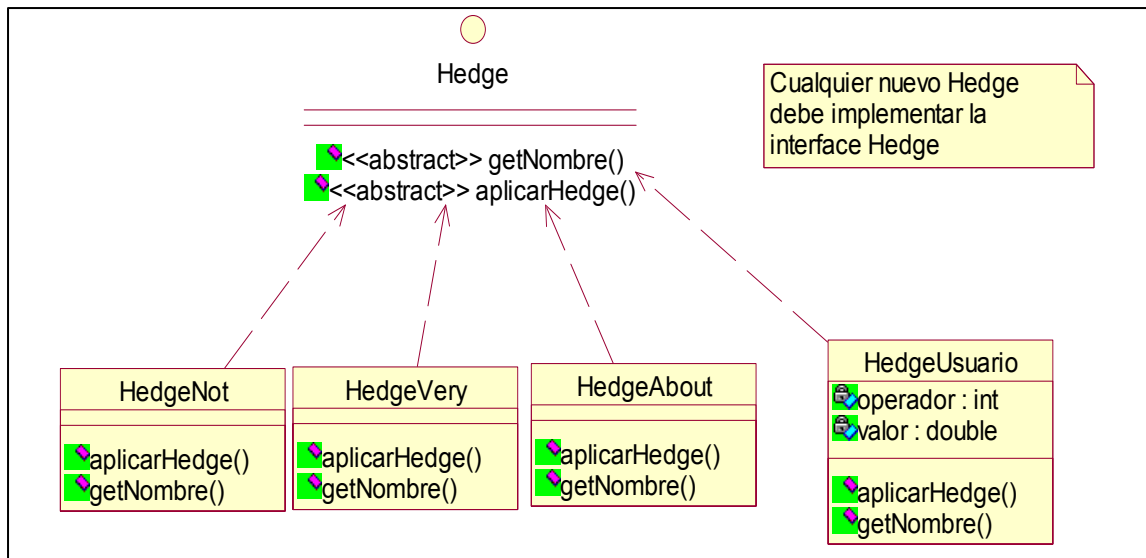 Hedge
Cualquier nuevo Hedge
debe implementar la
interface Hedge
<<abstract>> getNombre()
<<abstract>> aplicarHedge()
HedgeNot
aplicarHedge()
getNombre()
HedgeVery
aplicarHedge()
getNombre()
HedgeAbout
aplicarHedge()
getNombre()
HedgeUsuario
operador : int
valor : double
aplicarHedge()
getNombre()